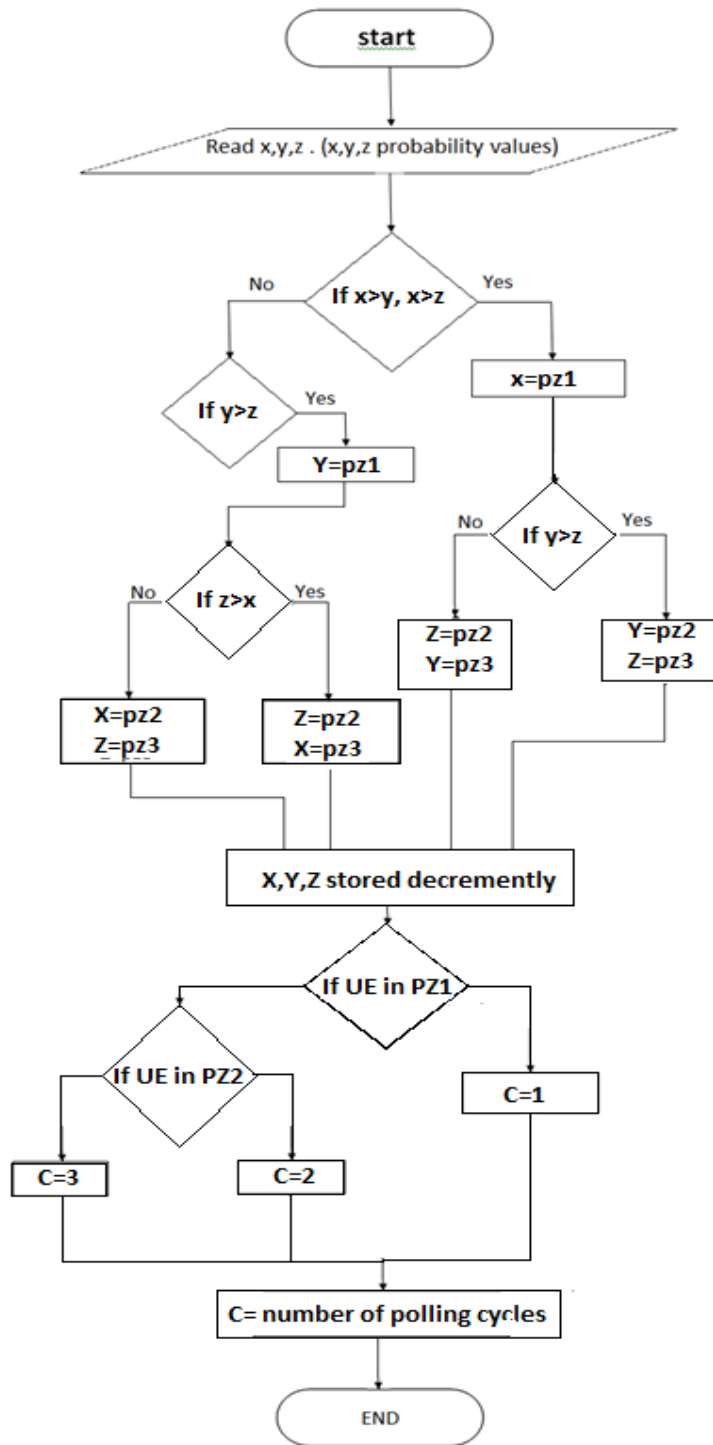 start
Read x,y,z . (x,y,z probability values)
If x>y, x>z
No
Yes
x=pz1
If y>z
Yes
Y=pz1
If y>z
No
Yes
If z>x
No
Yes
Z=pz2
Y=pz3
Y=pz2
Z=pz3
X=pz2
Z=pz3
Z=pz2
X=pz3
X,Y,Z stored decremently
If UE in PZ1
If UE in PZ2
C=1
C=3
C=2
C= number of polling cycles
END